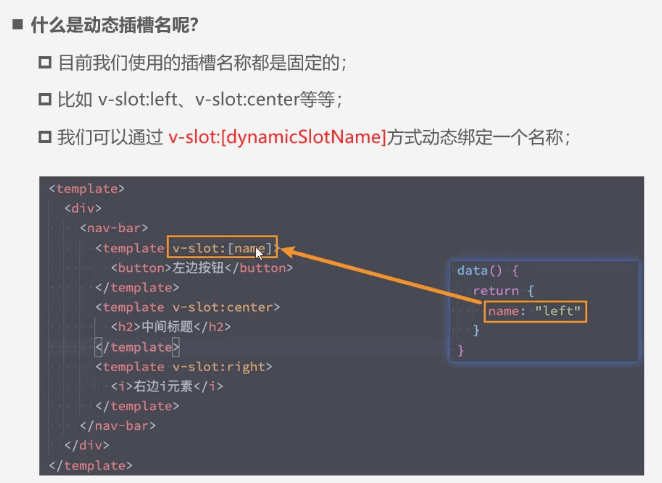 什么是动态插槽名呢？
目前我们使用的插槽名称都是固定的；
比如 v-slot:left、v-slot:center等等；
我们可以通过 v-slot:[dynamicSlotName]方式动态绑定一个名称；
<template>
<div>
<nav-bar>
<template v-slot:[name]>
<button>左边按钮</button>
</template>
<template v-slot:center>
<h2>中间标题</h2>
</template>
<template v-slot:right>
<i>右边i元素</i>
</template>
</nav-bar>
</div>
</template>
data() {
return {
name: "left"
}
}